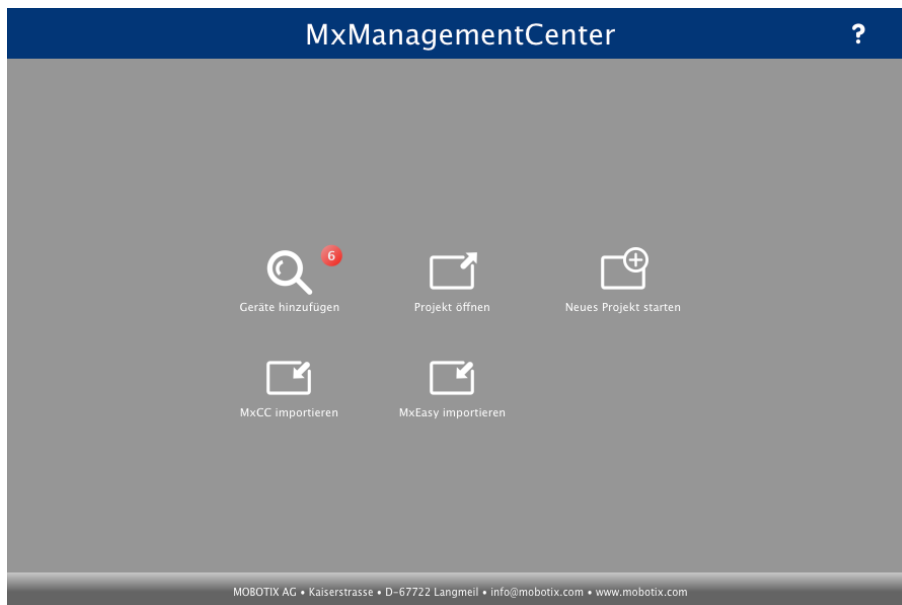 MxManagementCenter ?
6
Geräte hinzufügen Projekt öffnen Neues Projekt starten
MxCC importieren MxEasy importieren
MOBOTIX AG • Kaiserstrasse • D-67722 Langmeil • info@mobotix.com • www.mobotix.com